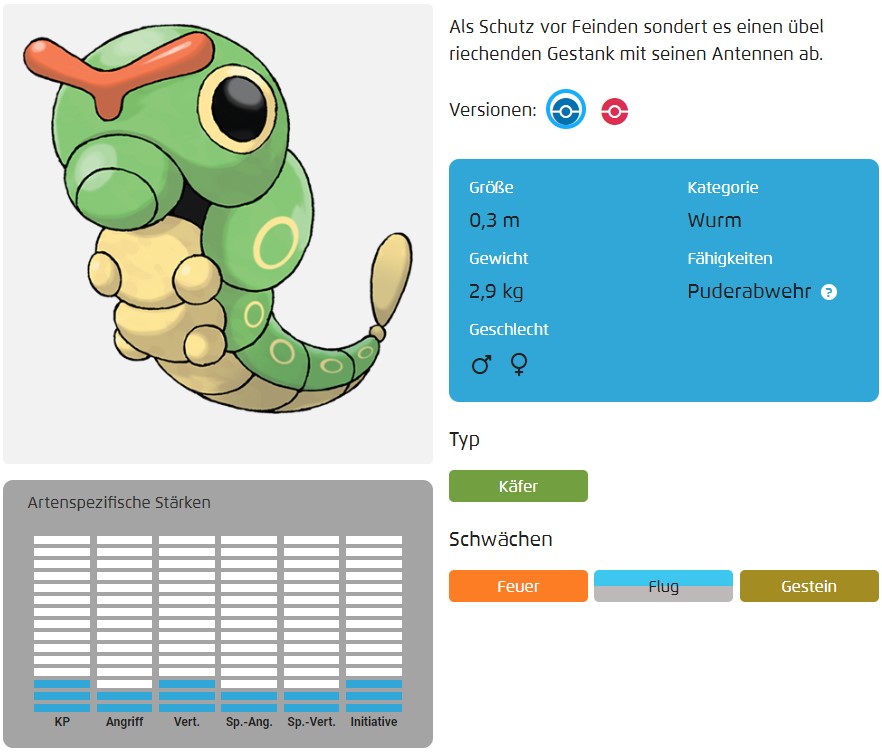 Als Schutz vor Feinden sondert es einen übel
riechenden Gestank mit seinen Antennen ab.
Versionen:
Größe
0,3 m
Gewicht
2,9 kg
Geschlecht
♂ ♀
Kategorie
Wurm
Fähigkeiten
Puderabwehr ?
Typ
Käfer
Schwächen
Feuer Flug Gestein
Artenspezifische Stärken
KP Angriff Vert. Sp.-Ang. Sp.-Vert. Initiative